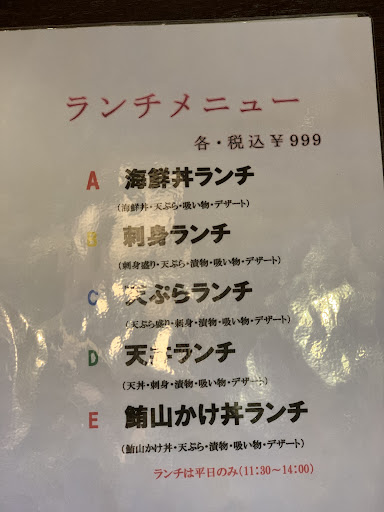 ランチメニュー
各・税込￥999
A 海鮮丼ランチ
(海鮮丼・天ぷら・吸い物・デザート)
B 刺身ランチ
(刺身盛り・天ぷら・漬物・吸い物・デザート)
C 天ぷらランチ
(天ぷら盛り・刺身・漬物・吸い物・デザート)
D 天丼ランチ
(天丼・刺身・漬物・吸い物・デザート)
E 鮪山かけ丼ランチ
(鮪山かけ丼・天ぷら・漬物・吸い物・デザート)
ランチは平日のみ(11:30～14:00)